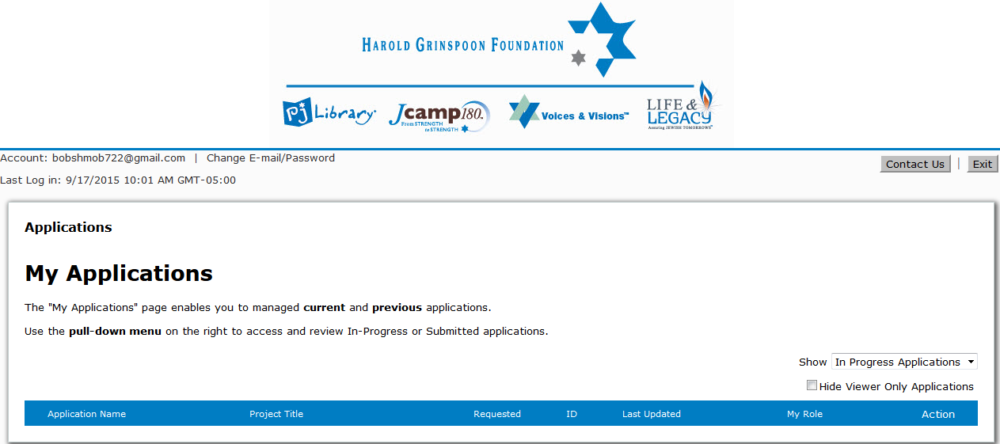 HAROLD GRINSPOON FOUNDATION
PJ Library
Jcamp180.
From STRENGTH
to STRENGTH
Voices & Visions™
LIFE &
LEGACY
Assuring JEWISH TOMORROWS
Account: bobshmob722@gmail.com | Change E-mail/Password
Contact Us | Exit
Last Log in: 9/17/2015 10:01 AM GMT-05:00
Applications
My Applications
The "My Applications" page enables you to managed current and previous applications.
Use the pull-down menu on the right to access and review In-Progress or Submitted applications.
Show In Progress Applications
Hide Viewer Only Applications
Application Name Project Title Requested ID Last Updated My Role Action